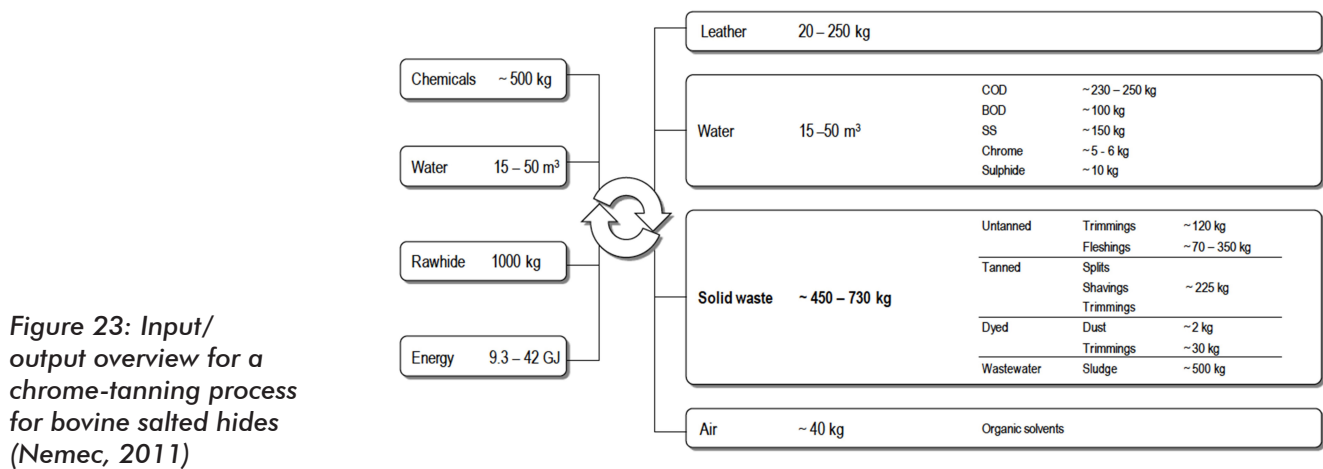 Chemicals ~ 500 kg
Water 15 – 50 m³
Rawhide 1000 kg
Energy 9.3 – 42 GJ
Leather 20 – 250 kg
Water 15 –50 m³
COD ~ 230 – 250 kg
BOD ~ 100 kg
SS ~ 150 kg
Chrome ~ 5 - 6 kg
Sulphide ~ 10 kg
Solid waste ~ 450 – 730 kg
Untanned Trimmings ~ 120 kg
Fleshings ~ 70 – 350 kg
Tanned Splits
Shavings ~ 225 kg
Trimmings
Dyed Dust ~2 kg
Trimmings ~ 30 kg
Wastewater Sludge ~ 500 kg
Air ~ 40 kg Organic solvents
Figure 23: Input/
output overview for a
chrome-tanning process
for bovine salted hides
(Nemec, 2011)